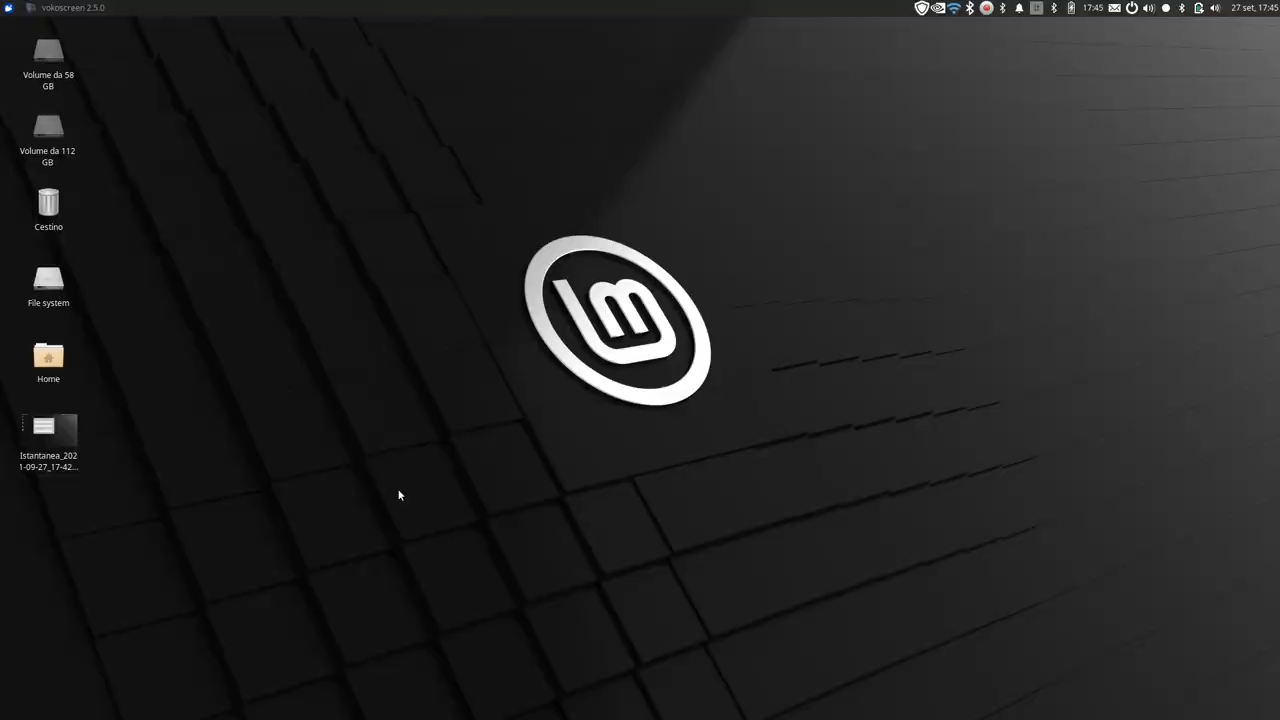 vokoscreen 2.5.0
17:45
27 set, 17:45
Volume da 58
GB
Volume da 112
GB
Cestino
File system
Home
Istantanea_202
1-09-27_17-42...
lm